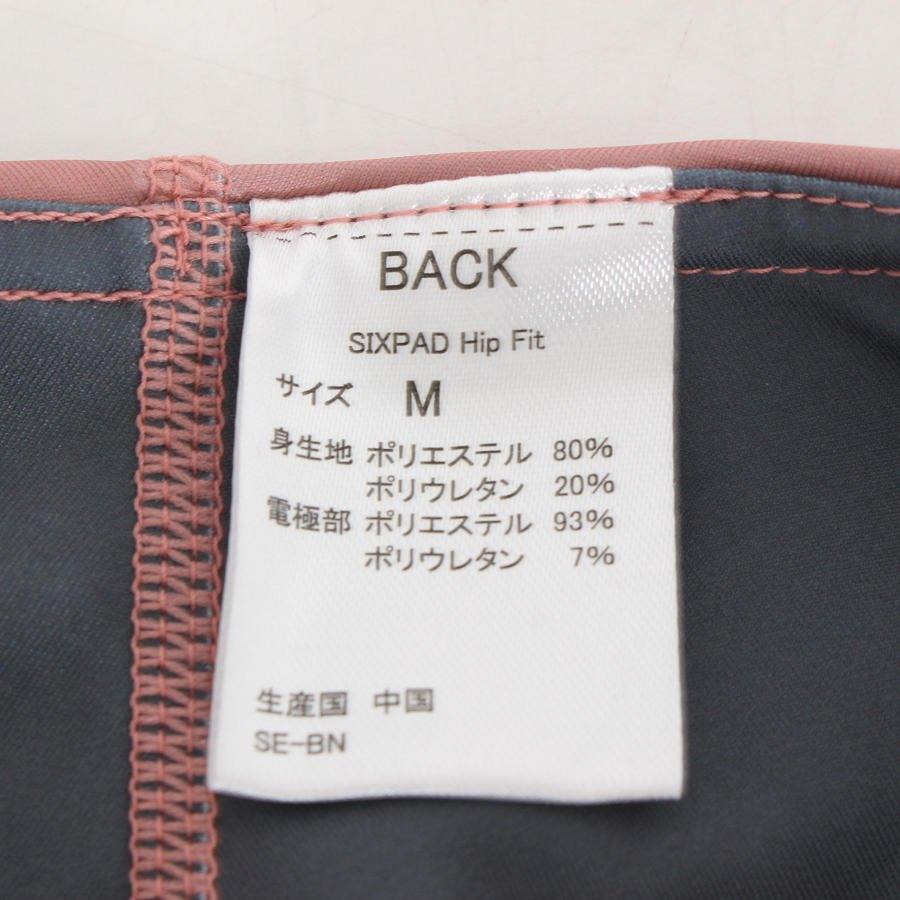 BACK
SIXPAD Hip Fit
サイズ M
身生地 ポリエステル 80%
ポリウレタン 20%
電極部 ポリエステル 93%
ポリウレタン 7%
生産国 中国
SE-BN